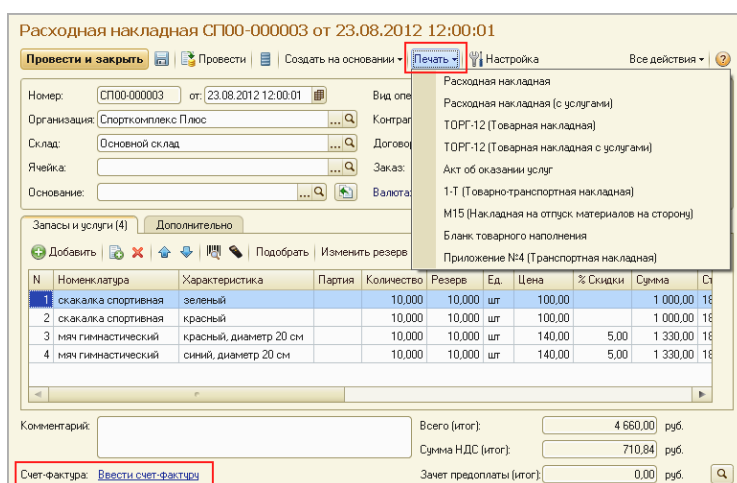 Расходная накладная СП00-000003 от 23.08.2012 12:00:01
Провести и закрыть Провести Создать на основании Печать Настройка Все действия ?
Номер: СП00-000003 от: 23.08.2012 12:00:01 Вид опе
Организация: Спорткомплекс Плюс ... Контраг
Склад: Основной склад ... Договор
Ячейка: ... Заказ:
Основание: ... Валюта:
Расходная накладная
Расходная накладная (с услугами)
ТОРГ-12 (Товарная накладная)
ТОРГ-12 (Товарная накладная с услугами)
Акт об оказании услуг
1-Т (Товарно-транспортная накладная)
М15 (Накладная на отпуск материалов на сторону)
Бланк товарного наполнения
Приложение №4 (Транспортная накладная)
Запасы и услуги (4) Дополнительно
Добавить Подобрать Изменить резерв
N Номенклатура Характеристика Партия Количество Резерв Ед. Цена % Скидки Сумма Ст
1 скакалка спортивная зеленый 10,000 10,000 шт 100,00 1 000,00 18
2 скакалка спортивная красный 10,000 10,000 шт 100,00 1 000,00 18
3 мяч гимнастический красный, диаметр 20 см 10,000 10,000 шт 140,00 5,00 1 330,00 18
4 мяч гимнастический синий, диаметр 20 см 10,000 10,000 шт 140,00 5,00 1 330,00 18
Комментарий: Всего (итог): 4 660,00 руб.
Сумма НДС (итог): 710,84 руб.
Счет-фактура: Ввести счет-фактуру Зачет предоплаты (итог): 0,00 руб.